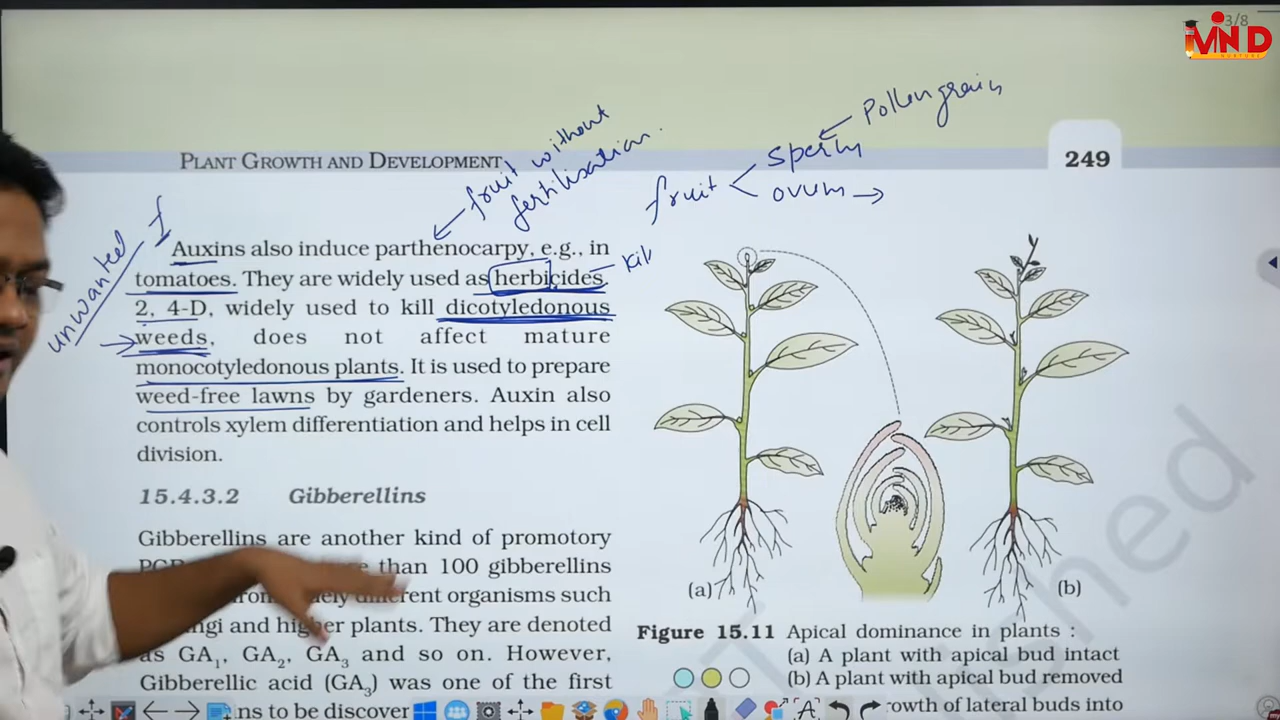 3/8
MIND
Pollen grain
fruit without
fertilisation.
fruit < sperm
ovum →
unwanted
kill
PLANT GROWTH AND DEVELOPMENT
249
Auxins also induce parthenocarpy, e.g., in
tomatoes. They are widely used as herbicides.
2, 4-D, widely used to kill dicotyledonous
weeds, does not affect mature
monocotyledonous plants. It is used to prepare
weed-free lawns by gardeners. Auxin also
controls xylem differentiation and helps in cell
division.
15.4.3.2 Gibberellins
Gibberellins are another kind of promotory
than 100 gibberellins
different organisms such
and higher plants. They are denoted
as GA₁, GA₂, GA₃ and so on. However,
Gibberellic acid (GA₃) was one of the first
to be discover
(a)
(b)
Figure 15.11 Apical dominance in plants :
(a) A plant with apical bud intact
(b) A plant with apical bud removed
growth of lateral buds into